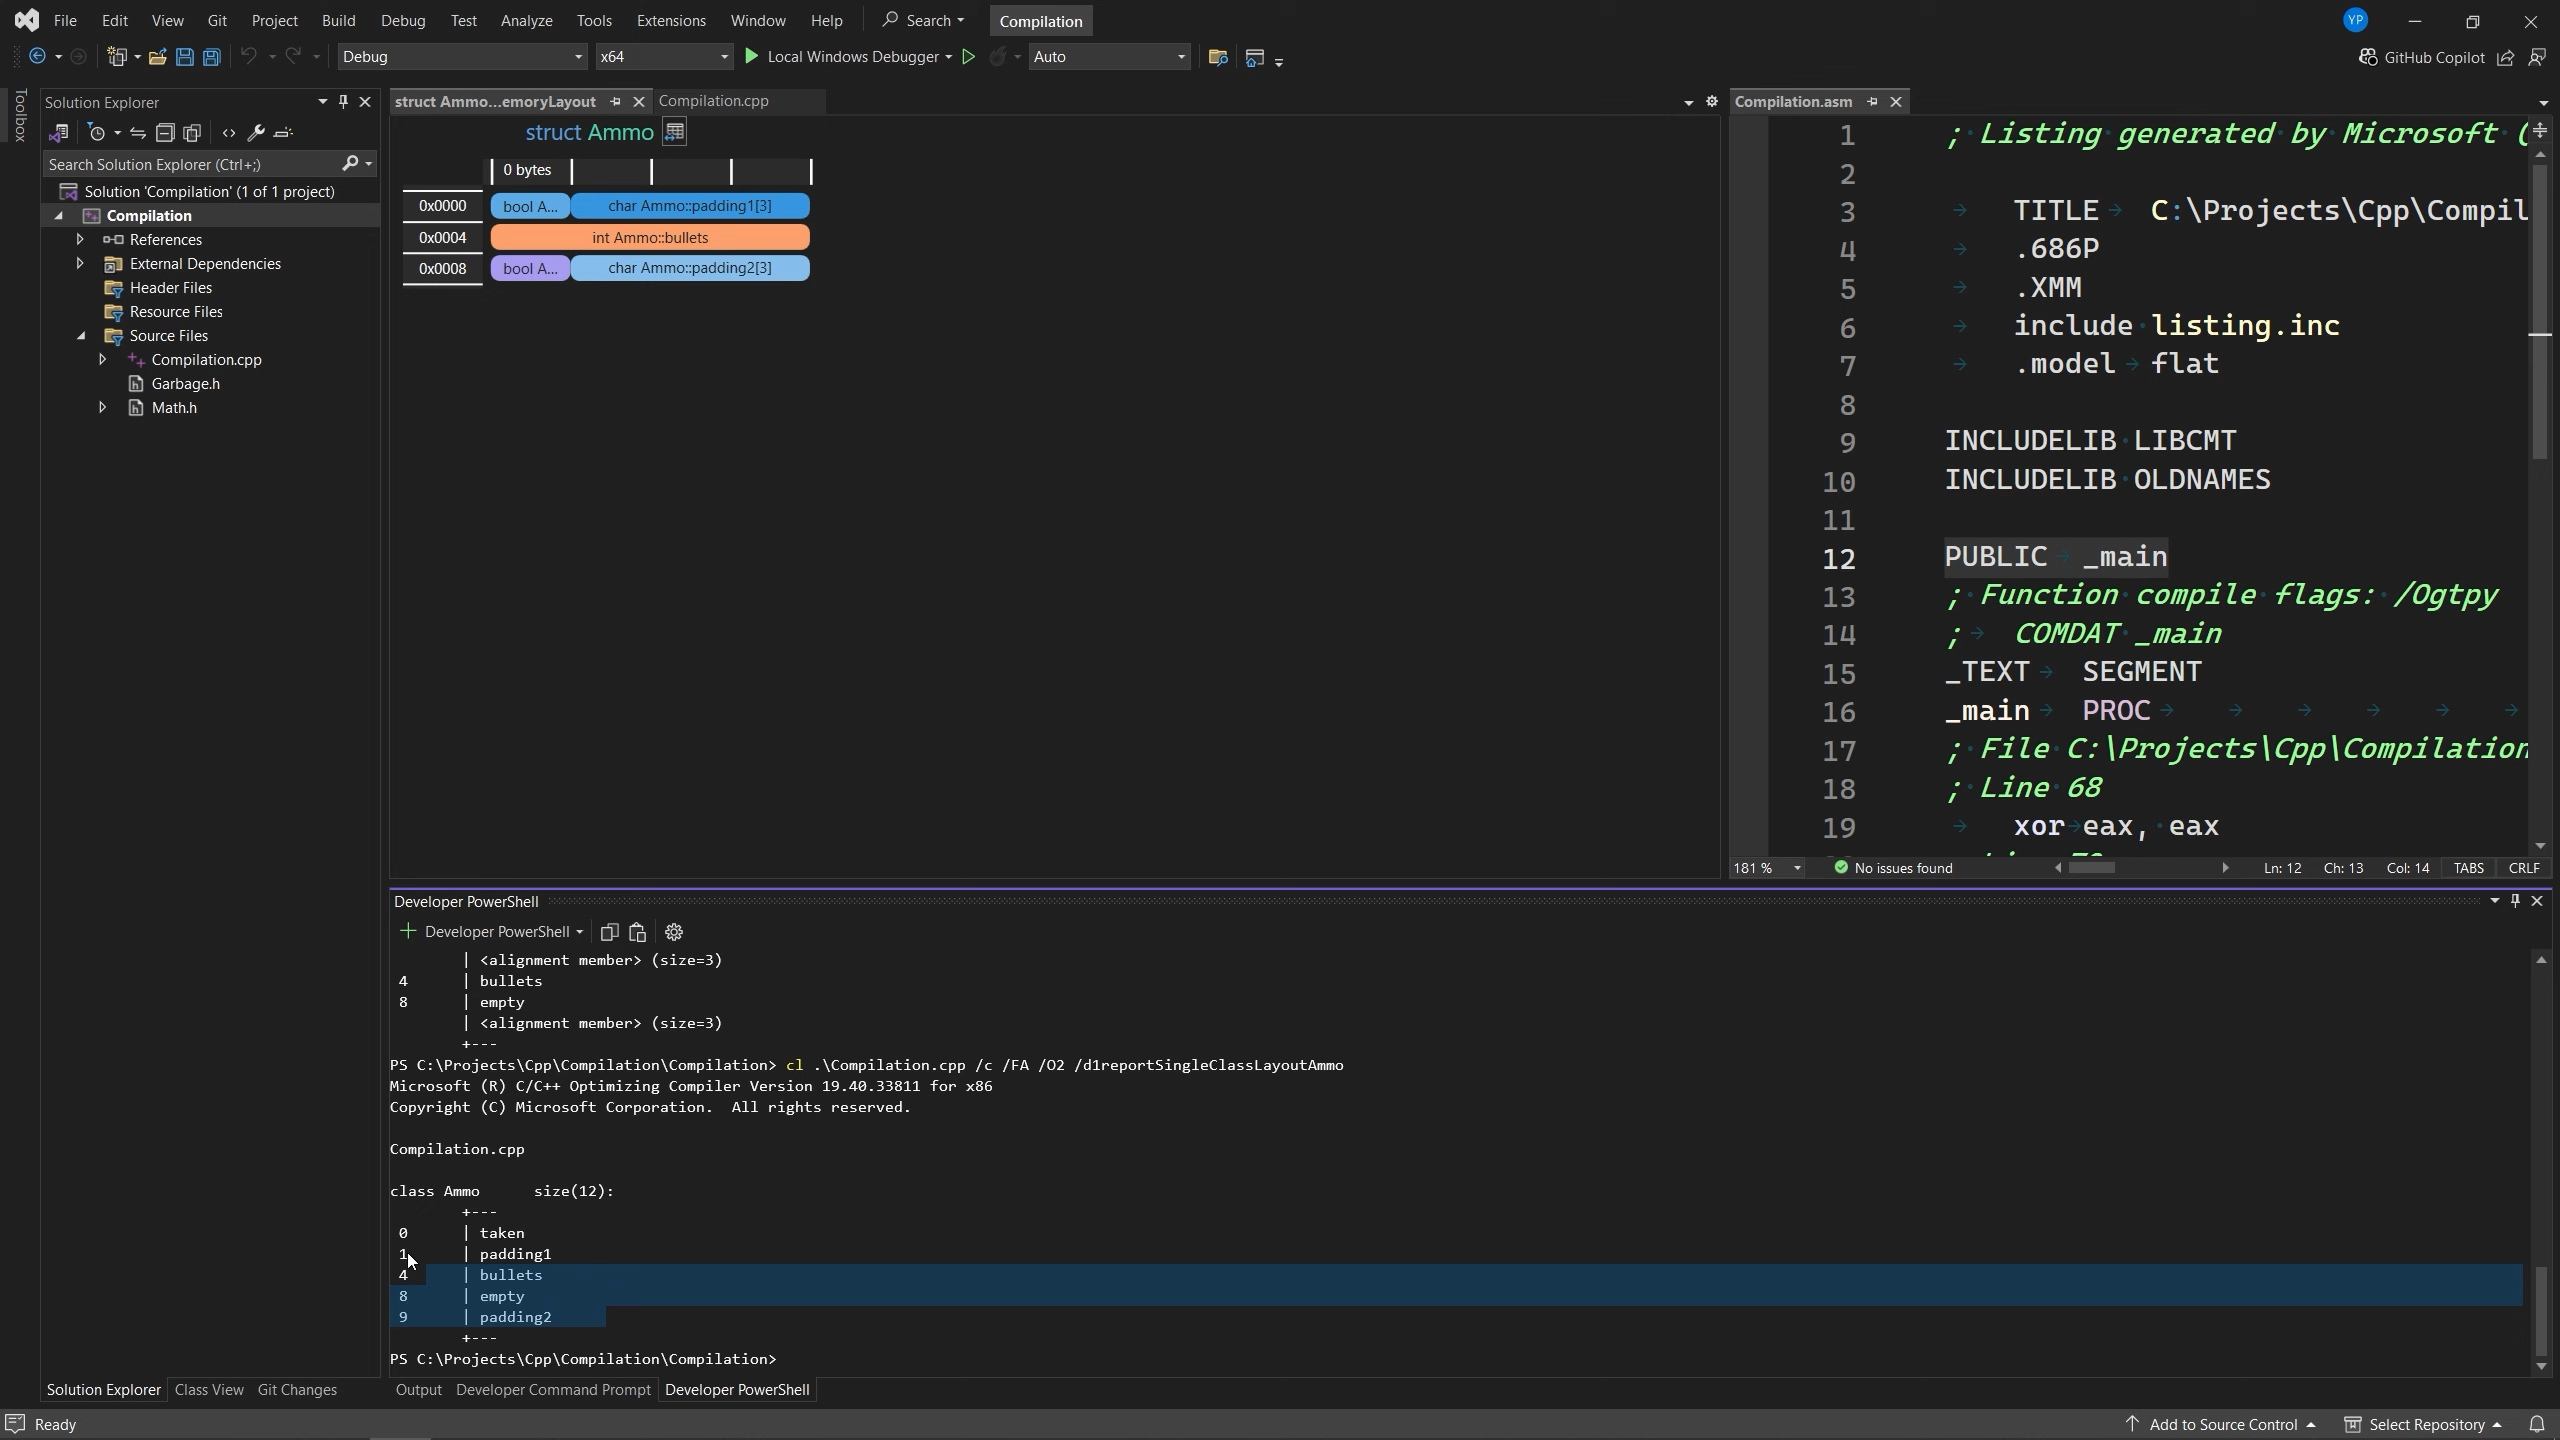 File Edit View Git Project Build Debug Test Analyze Tools Extensions Window Help Search Compilation YP
Debug x64 Local Windows Debugger Auto GitHub Copilot
Toolbox
Solution Explorer
Search Solution Explorer (Ctrl+;)
Solution 'Compilation' (1 of 1 project)
Compilation
References
External Dependencies
Header Files
Resource Files
Source Files
Compilation.cpp
Garbage.h
Math.h
struct Ammo...emoryLayout Compilation.cpp
struct Ammo
0 bytes
0x0000 bool A... char Ammo::padding1[3]
0x0004 int Ammo::bullets
0x0008 bool A... char Ammo::padding2[3]
Compilation.asm
1 ; Listing generated by Microsoft (
2
3 TITLE C:\Projects\Cpp\Compil
4 .686P
5 .XMM
6 include listing.inc
7 .model flat
8
9 INCLUDELIB LIBCMT
10 INCLUDELIB OLDNAMES
11
12 PUBLIC _main
13 ; Function compile flags: /Ogtpy
14 ; COMDAT _main
15 _TEXT SEGMENT
16 _main PROC
17 ; File C:\Projects\Cpp\Compilation
18 ; Line 68
19 xor eax, eax
181 % No issues found Ln: 12 Ch: 13 Col: 14 TABS CRLF
Developer PowerShell
Developer PowerShell
| <alignment member> (size=3)
4 | bullets
8 | empty
| <alignment member> (size=3)
+---
PS C:\Projects\Cpp\Compilation\Compilation> cl .\Compilation.cpp /c /FA /O2 /d1reportSingleClassLayoutAmmo
Microsoft (R) C/C++ Optimizing Compiler Version 19.40.33811 for x86
Copyright (C) Microsoft Corporation.  All rights reserved.
Compilation.cpp
class Ammo size(12):
+---
0 | taken
1 | padding1
4 | bullets
8 | empty
9 | padding2
+---
PS C:\Projects\Cpp\Compilation\Compilation>
Solution Explorer Class View Git Changes Output Developer Command Prompt Developer PowerShell
Ready Add to Source Control Select Repository